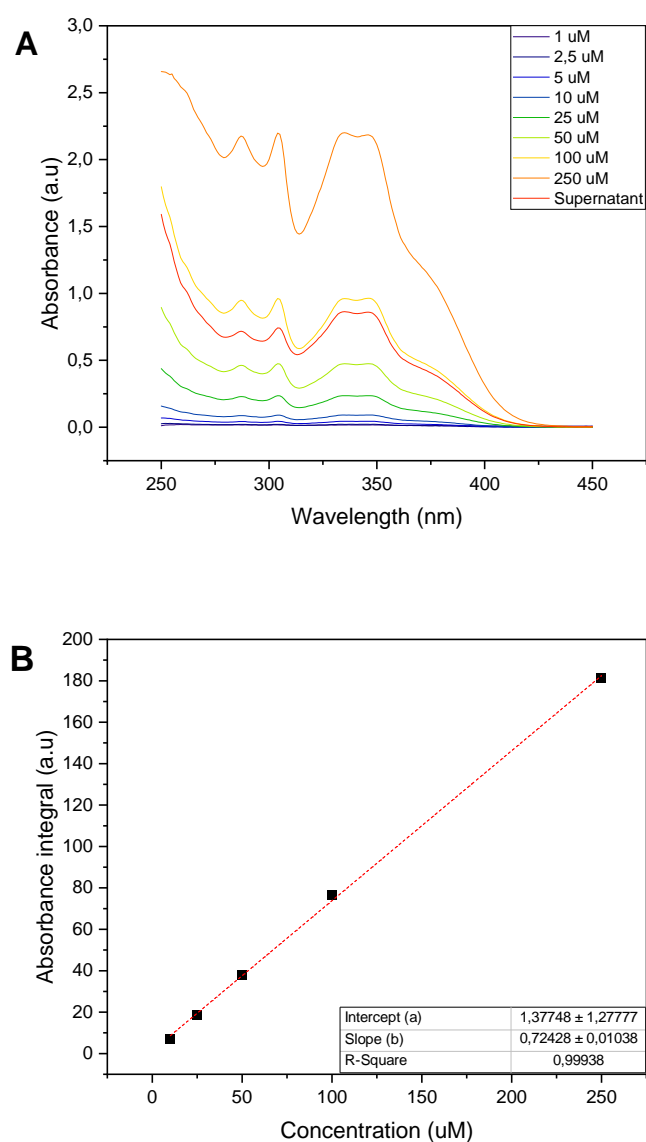 A
3,0
2,5
2,0
1,5
1,0
0,5
0,0
Absorbance (a.u)
1 uM
2,5 uM
5 uM
10 uM
25 uM
50 uM
100 uM
250 uM
Supernatant
250 300 350 400 450
Wavelength (nm)
B
200
180
160
140
120
100
80
60
40
20
0
Absorbance integral (a.u)
Intercept (a) 1,37748 ± 1,27777
Slope (b) 0,72428 ± 0,01038
R-Square 0,99938
0 50 100 150 200 250
Concentration (uM)